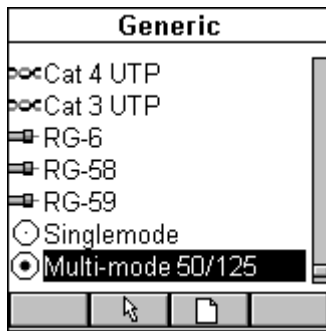 Generic
Cat 4 UTP
Cat 3 UTP
RG-6
RG-58
RG-59
Singlemode
Multi-mode 50/125